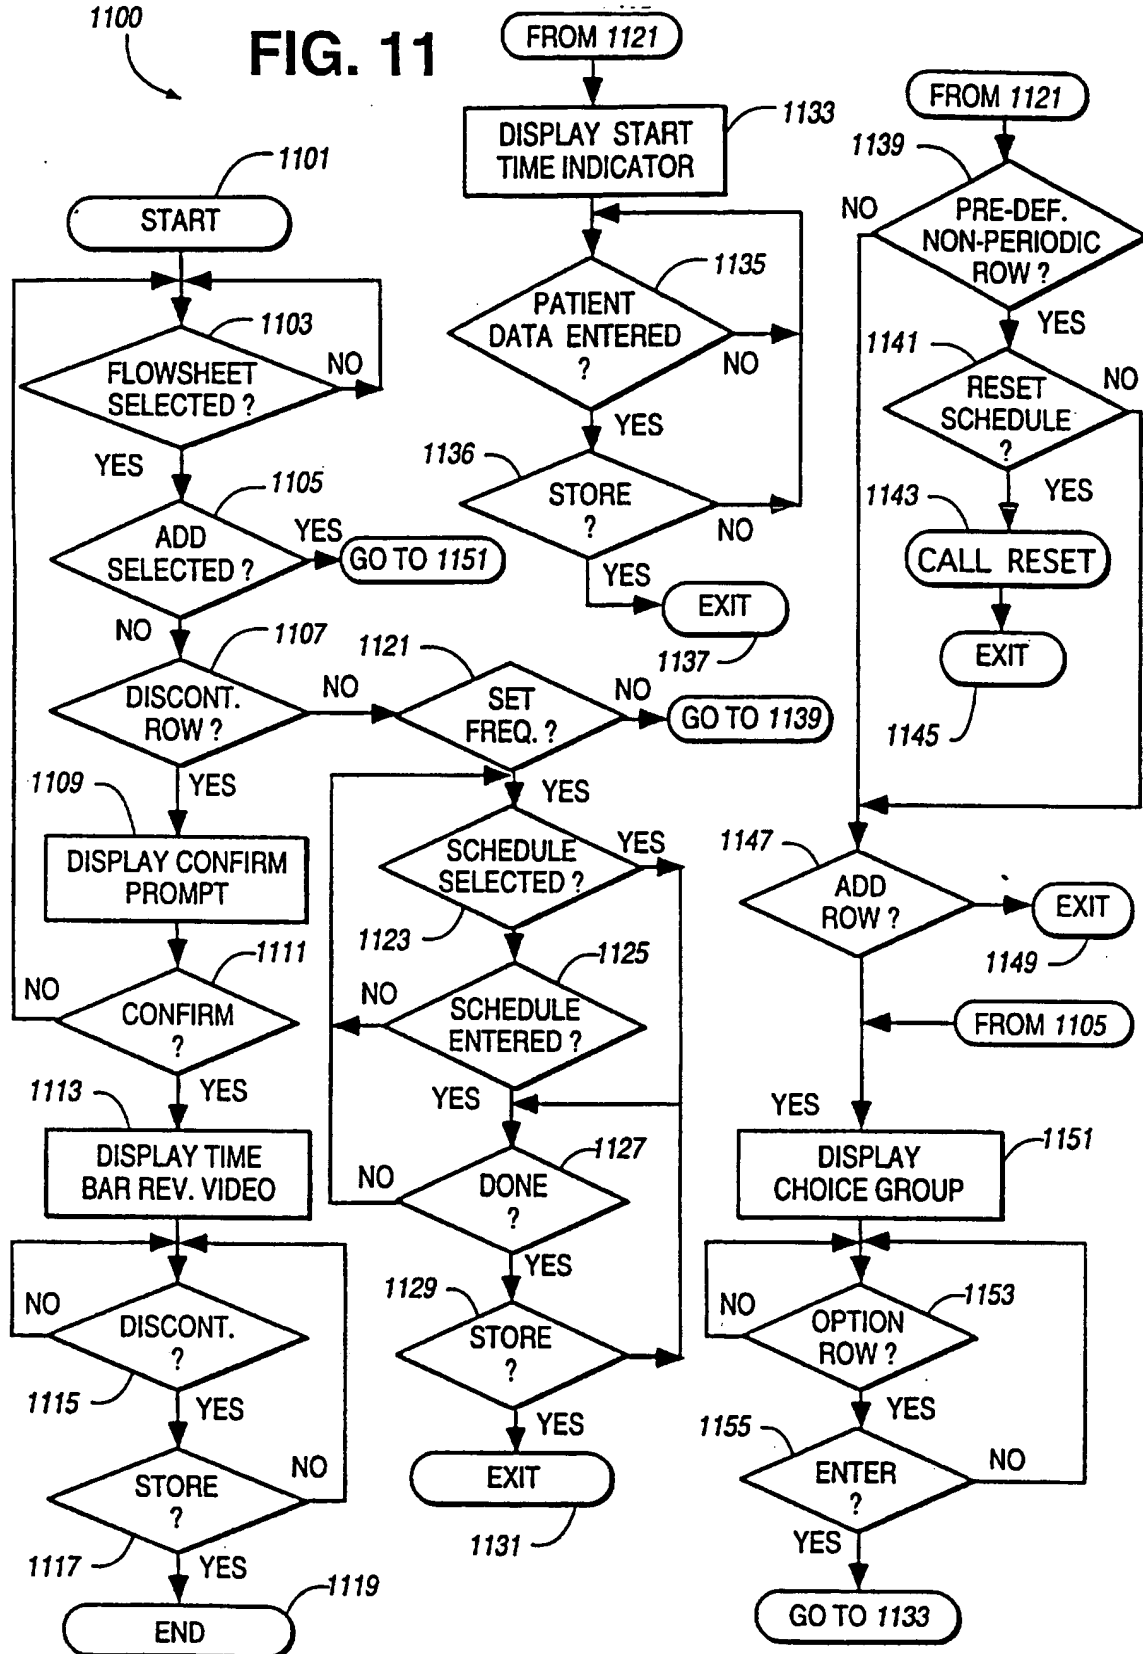 1100
FIG. 11
1101
START
1103
FLOWSHEET
SELECTED ?
NO
YES
1105
ADD
SELECTED ?
YES
GO TO 1151
NO
1107
DISCONT.
ROW ?
NO
YES
1109
DISPLAY CONFIRM
PROMPT
1111
CONFIRM
?
NO
YES
1113
DISPLAY TIME
BAR REV. VIDEO
NO
DISCONT.
?
1115
YES
STORE
?
NO
1117
YES
1119
END
FROM 1121
1133
DISPLAY START
TIME INDICATOR
1135
PATIENT
DATA ENTERED
?
NO
YES
1136
STORE
?
NO
YES
EXIT
1137
1121
SET
FREQ. ?
NO
GO TO 1139
YES
SCHEDULE
SELECTED ?
YES
1123
1125
NO
SCHEDULE
ENTERED ?
YES
1127
NO
DONE
?
YES
1129
STORE
?
YES
EXIT
1131
FROM 1121
1139
NO
PRE-DEF.
NON-PERIODIC
ROW ?
YES
1141
NO
RESET
SCHEDULE
?
YES
1143
CALL RESET
EXIT
1145
1147
ADD
ROW ?
EXIT
1149
FROM 1105
YES
1151
DISPLAY
CHOICE GROUP
1153
NO
OPTION
ROW ?
YES
1155
ENTER
?
NO
YES
GO TO 1133